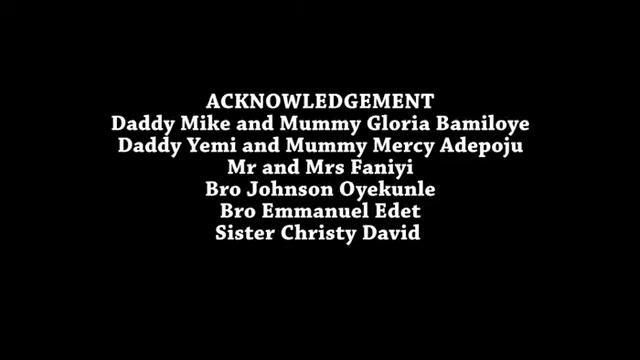 ACKNOWLEDGEMENT
Daddy Mike and Mummy Gloria Bamiloye
Daddy Yemi and Mummy Mercy Adepoju
Mr and Mrs Faniyi
Bro Johnson Oyekunle
Bro Emmanuel Edet
Sister Christy David